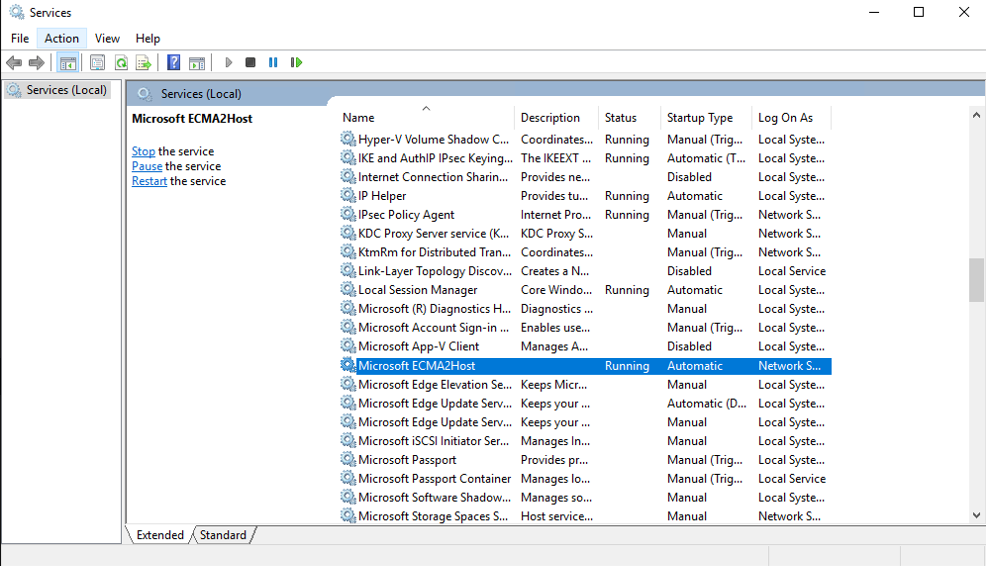 Services
File Action View Help
Services (Local)
Services (Local)
Microsoft ECMA2Host
Stop the service
Pause the service
Restart the service
Name Description Status Startup Type Log On As
Hyper-V Volume Shadow C... Coordinates... Running Manual (Trig... Local Syste...
IKE and AuthIP IPsec Keying... The IKEEXT ... Running Automatic (T... Local Syste...
Internet Connection Sharin... Provides ne... Disabled Local Syste...
IP Helper Provides tu... Running Automatic Local Syste...
IPsec Policy Agent Internet Pro... Running Manual (Trig... Network S...
KDC Proxy Server service (K... KDC Proxy S... Manual Network S...
KtmRm for Distributed Tran... Coordinates... Manual (Trig... Network S...
Link-Layer Topology Discov... Creates a N... Disabled Local Service
Local Session Manager Core Windo... Running Automatic Local Syste...
Microsoft (R) Diagnostics H... Diagnostics ... Manual Local Syste...
Microsoft Account Sign-in ... Enables use... Manual (Trig... Local Syste...
Microsoft App-V Client Manages A... Disabled Local Syste...
Microsoft ECMA2Host Running Automatic Network S...
Microsoft Edge Elevation Se... Keeps Micr... Manual Local Syste...
Microsoft Edge Update Serv... Keeps your ... Automatic (D... Local Syste...
Microsoft Edge Update Serv... Keeps your ... Manual Local Syste...
Microsoft iSCSI Initiator Ser... Manages In... Manual Local Syste...
Microsoft Passport Provides pr... Manual (Trig... Local Syste...
Microsoft Passport Container Manages lo... Manual (Trig... Local Service
Microsoft Software Shadow... Manages so... Manual Local Syste...
Microsoft Storage Spaces S... Host service... Manual Network S...
Extended Standard